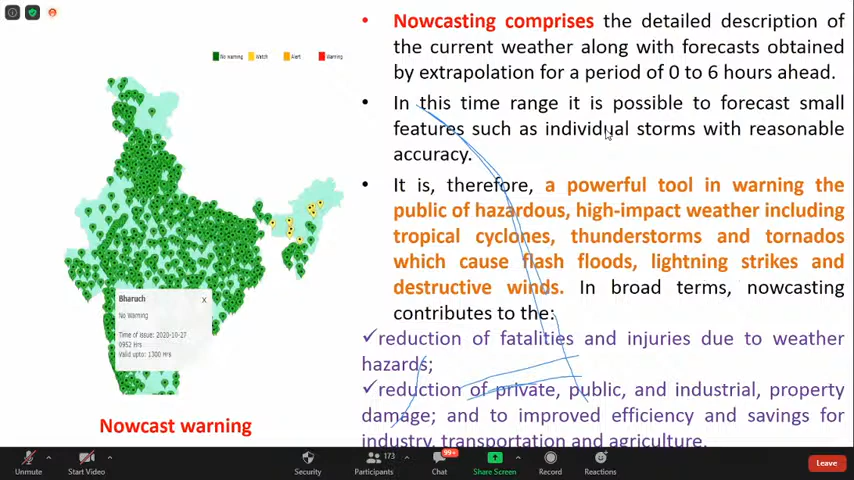 No warning Watch Alert Warning
Bharuch X
No Warning
Time of Issue: 2020-10-27
0952 Hrs
Valid upto: 1300 Hrs
Nowcast warning
• Nowcasting comprises the detailed description of
the current weather along with forecasts obtained
by extrapolation for a period of 0 to 6 hours ahead.
• In this time range it is possible to forecast small
features such as individual storms with reasonable
accuracy.
• It is, therefore, a powerful tool in warning the
public of hazardous, high-impact weather including
tropical cyclones, thunderstorms and tornados
which cause flash floods, lightning strikes and
destructive winds. In broad terms, nowcasting
contributes to the:
✓reduction of fatalities and injuries due to weather
hazards;
✓reduction of private, public, and industrial, property
damage; and to improved efficiency and savings for
industry, transportation and agriculture.
Unmute Start Video Security Participants 173 Chat 99+ Share Screen Record Reactions Leave